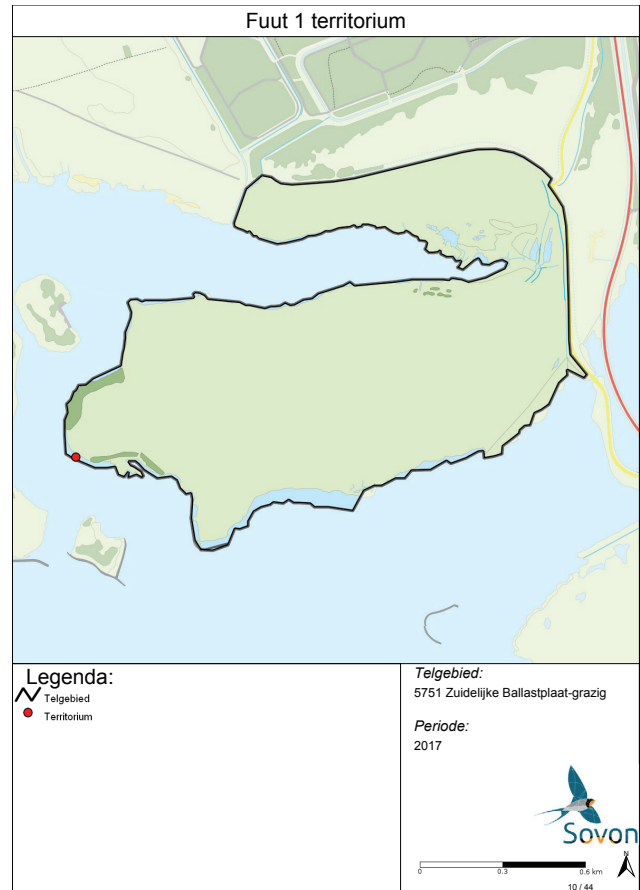 Fuut 1 territorium
Legenda:
Telgebied
Territorium
Telgebied:
5751 Zuidelijke Ballastplaat-grazig
Periode:
2017
Sovon
N
0 0.3 0.6 km
10 / 44